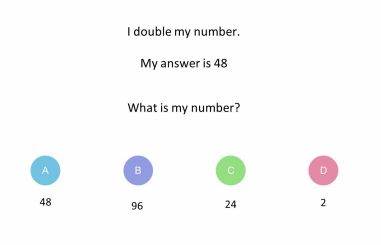 I double my number.
My answer is 48
What is my number?
A B C D
48 96 24 2